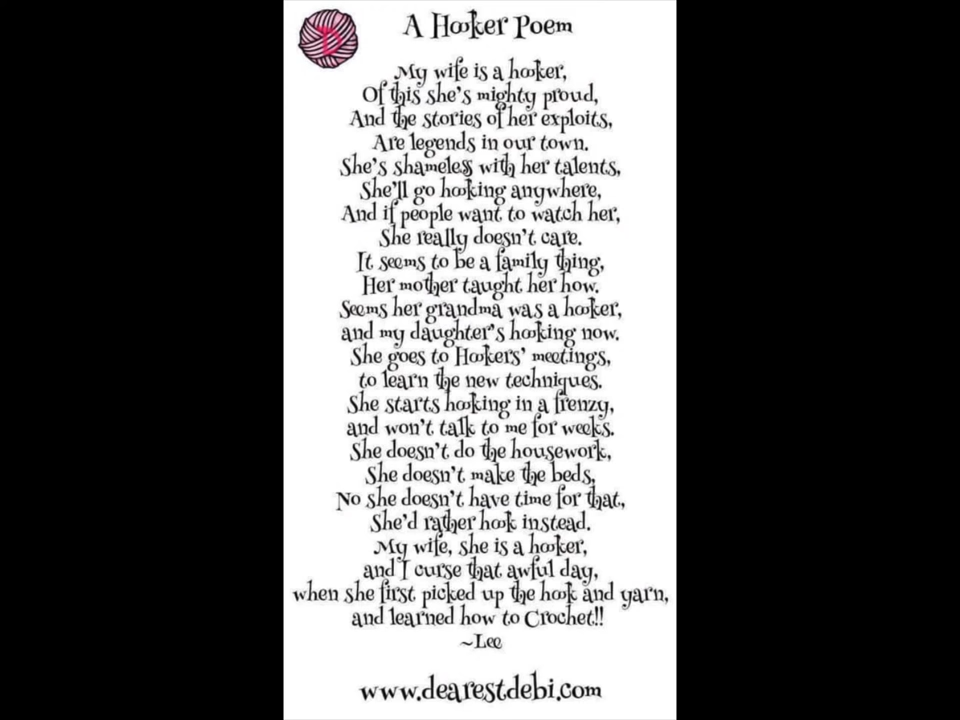 A Hooker Poem
My wife is a hooker,
Of this she's mighty proud,
And the stories of her exploits,
Are legends in our town.
She's shameless with her talents,
She'll go hooking anywhere,
And if people want to watch her,
She really doesn't care.
It seems to be a family thing,
Her mother taught her how.
Seems her grandma was a hooker,
and my daughter's hooking now.
She goes to Hookers' meetings,
to learn the new techniques.
She starts hooking in a frenzy,
and won't talk to me for weeks.
She doesn't do the housework,
She doesn't make the beds,
No she doesn't have time for that,
She'd rather hook instead.
My wife, she is a hooker,
and I curse that awful day,
when she first picked up the hook and yarn,
and learned how to Crochet!!
~Lee
www.dearestdebi.com